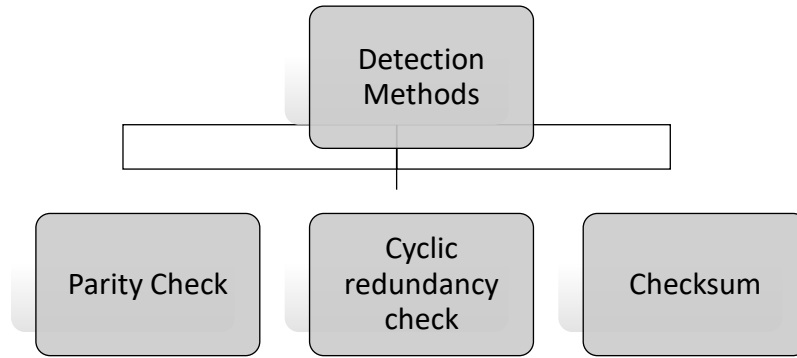 Detection
Methods
Parity Check
Cyclic
redundancy
check
Checksum